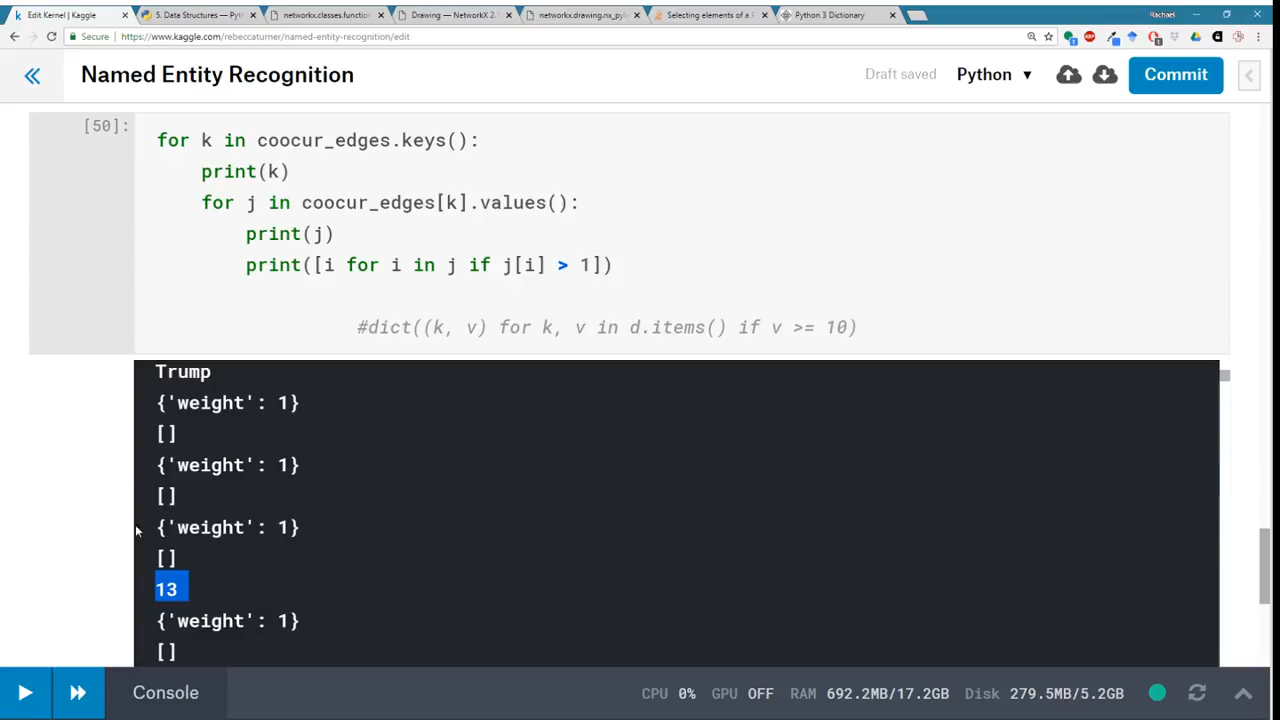 Edit Kernel | Kaggle
5. Data Structures — Pyth
networkx.classes.function
Drawing — NetworkX 2.
networkx.drawing.nx_pyl
Selecting elements of a
Python 3 Dictionary
Rachael
Secure
https://www.kaggle.com/rebeccaturner/named-entity-recognition/edit
Named Entity Recognition
Draft saved
Python
Commit
[50]:
for k in coocur_edges.keys():
print(k)
for j in coocur_edges[k].values():
print(j)
print([i for i in j if j[i] > 1])
#dict((k, v) for k, v in d.items() if v >= 10)
Trump
{'weight': 1}
[]
{'weight': 1}
[]
{'weight': 1}
[]
13
{'weight': 1}
[]
Console
CPU 0% GPU OFF RAM 692.2MB/17.2GB Disk 279.5MB/5.2GB